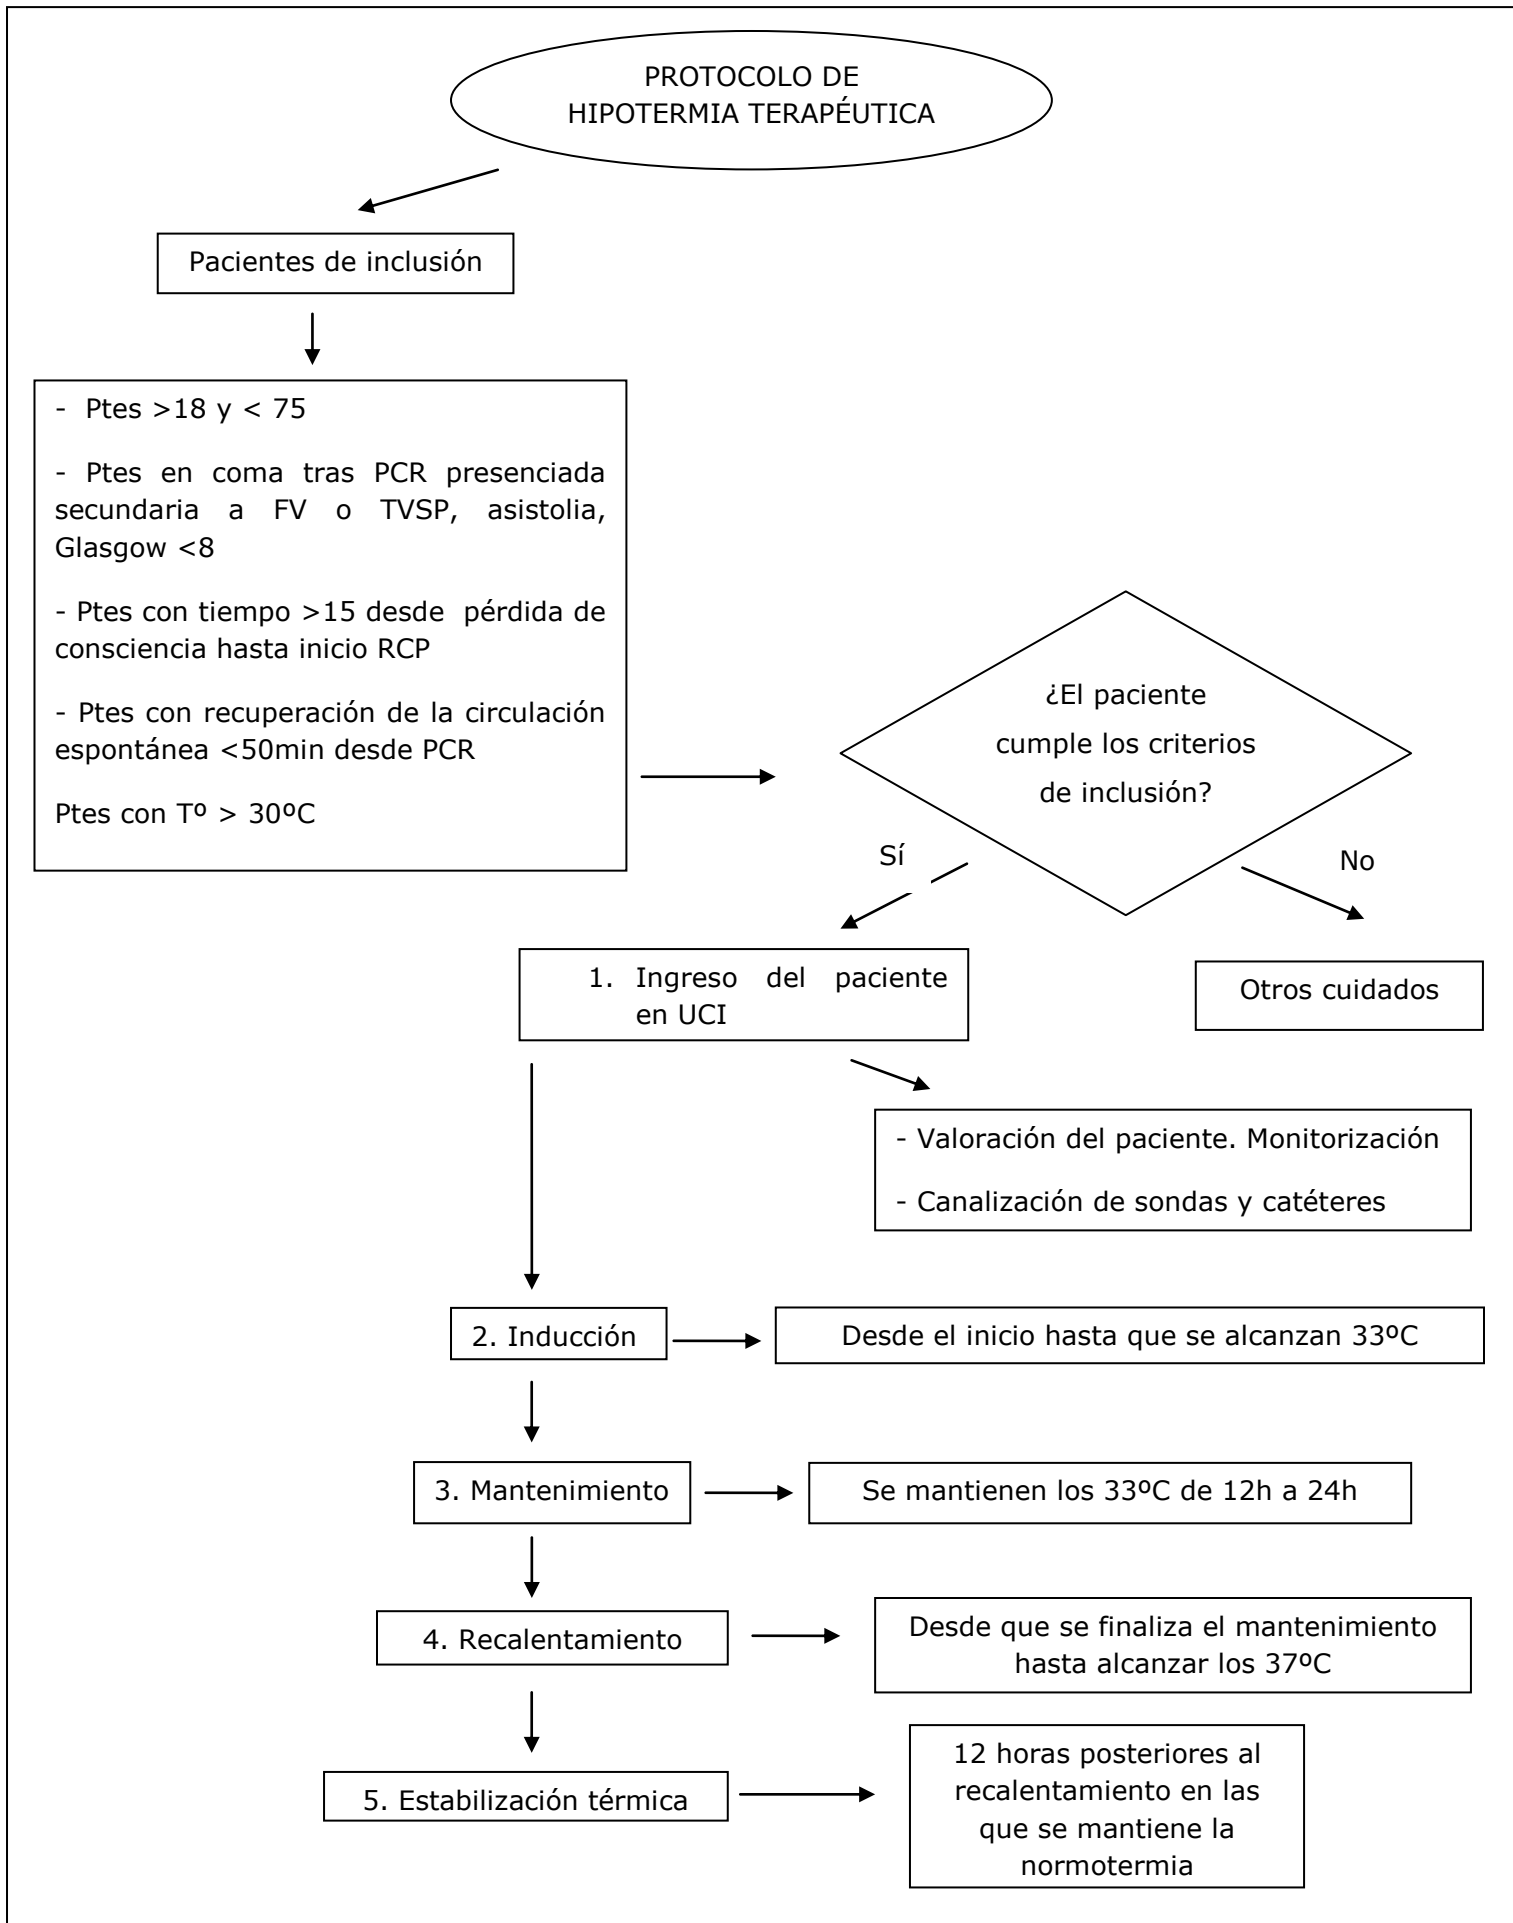 PROTOCOLO DE
HIPOTERMIA TERAPÉUTICA
Pacientes de inclusión
- Ptes >18 y < 75
- Ptes en coma tras PCR presenciada
secundaria a FV o TVSP, asistolia,
Glasgow <8
- Ptes con tiempo >15 desde pérdida de
consciencia hasta inicio RCP
- Ptes con recuperación de la circulación
espontánea <50min desde PCR
Ptes con Tº > 30ºC
¿El paciente
cumple los criterios
de inclusión?
Sí
No
1. Ingreso del paciente
en UCI
Otros cuidados
- Valoración del paciente. Monitorización
- Canalización de sondas y catéteres
2. Inducción
Desde el inicio hasta que se alcanzan 33ºC
3. Mantenimiento
Se mantienen los 33ºC de 12h a 24h
4. Recalentamiento
Desde que se finaliza el mantenimiento
hasta alcanzar los 37ºC
5. Estabilización térmica
12 horas posteriores al
recalentamiento en las
que se mantiene la
normotermia